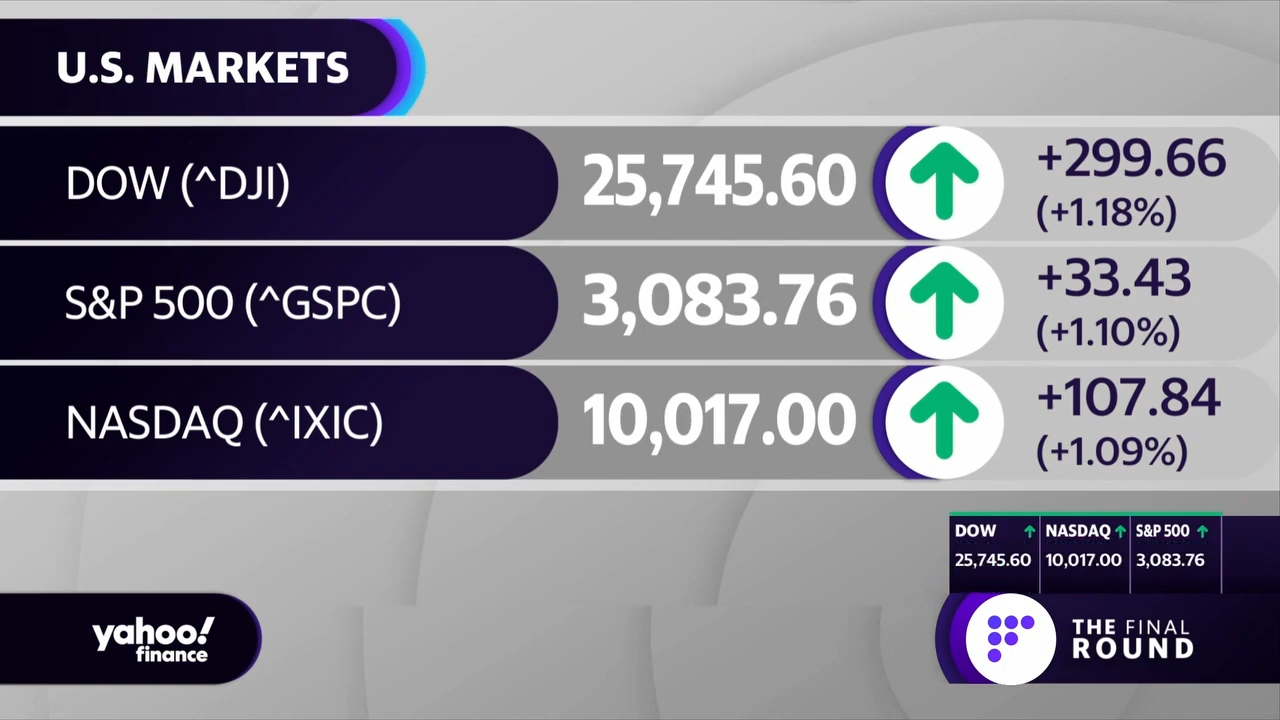 U.S. MARKETS
DOW (^DJI) 25,745.60 +299.66 (+1.18%)
S&P 500 (^GSPC) 3,083.76 +33.43 (+1.10%)
NASDAQ (^IXIC) 10,017.00 +107.84 (+1.09%)
DOW NASDAQ S&P 500
25,745.60 10,017.00 3,083.76
yahoo!
finance
THE FINAL
ROUND